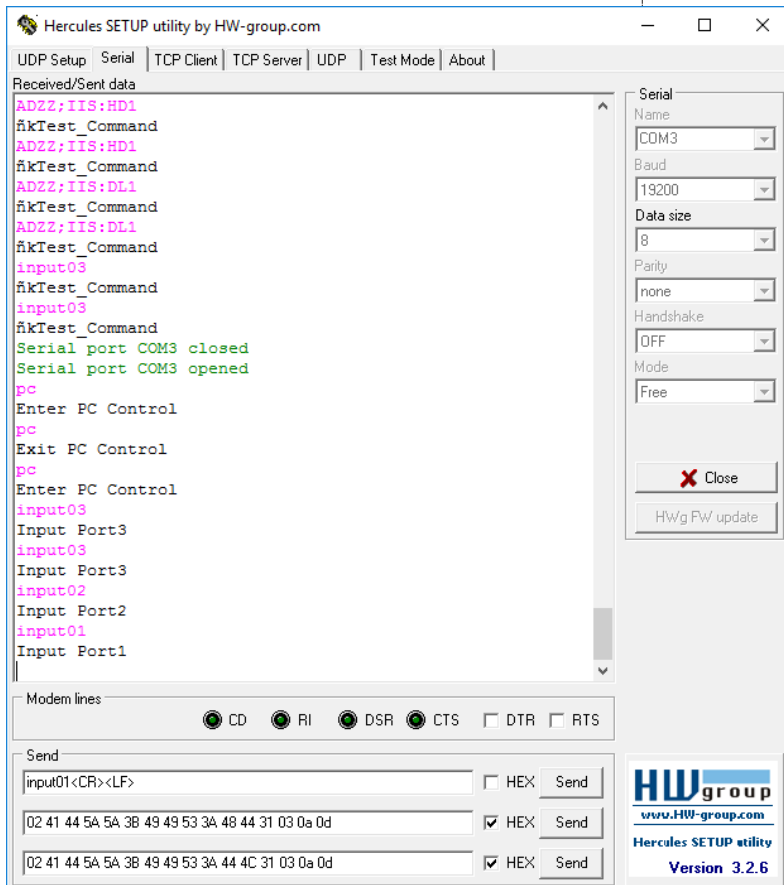 Hercules SETUP utility by HW-group.com
UDP Setup Serial TCP Client TCP Server UDP Test Mode About
Received/Sent data
ADZZ;IIS:HD1
ñkTest_Command
ADZZ;IIS:HD1
ñkTest_Command
ADZZ;IIS:DL1
ñkTest_Command
ADZZ;IIS:DL1
ñkTest_Command
input03
ñkTest_Command
input03
ñkTest_Command
Serial port COM3 closed
Serial port COM3 opened
pc
Enter PC Control
pc
Exit PC Control
pc
Enter PC Control
input03
Input Port3
input03
Input Port3
input02
Input Port2
input01
Input Port1
Serial
Name
COM3
Baud
19200
Data size
8
Parity
none
Handshake
OFF
Mode
Free
Close
HWg FW update
Modem lines
CD RI DSR CTS DTR RTS
Send
input01<CR><LF> HEX Send
02 41 44 5A 5A 3B 49 49 53 3A 48 44 31 03 0a 0d HEX Send
02 41 44 5A 5A 3B 49 49 53 3A 44 4C 31 03 0a 0d HEX Send
HWgroup
www.HW-group.com
Hercules SETUP utility
Version 3.2.6